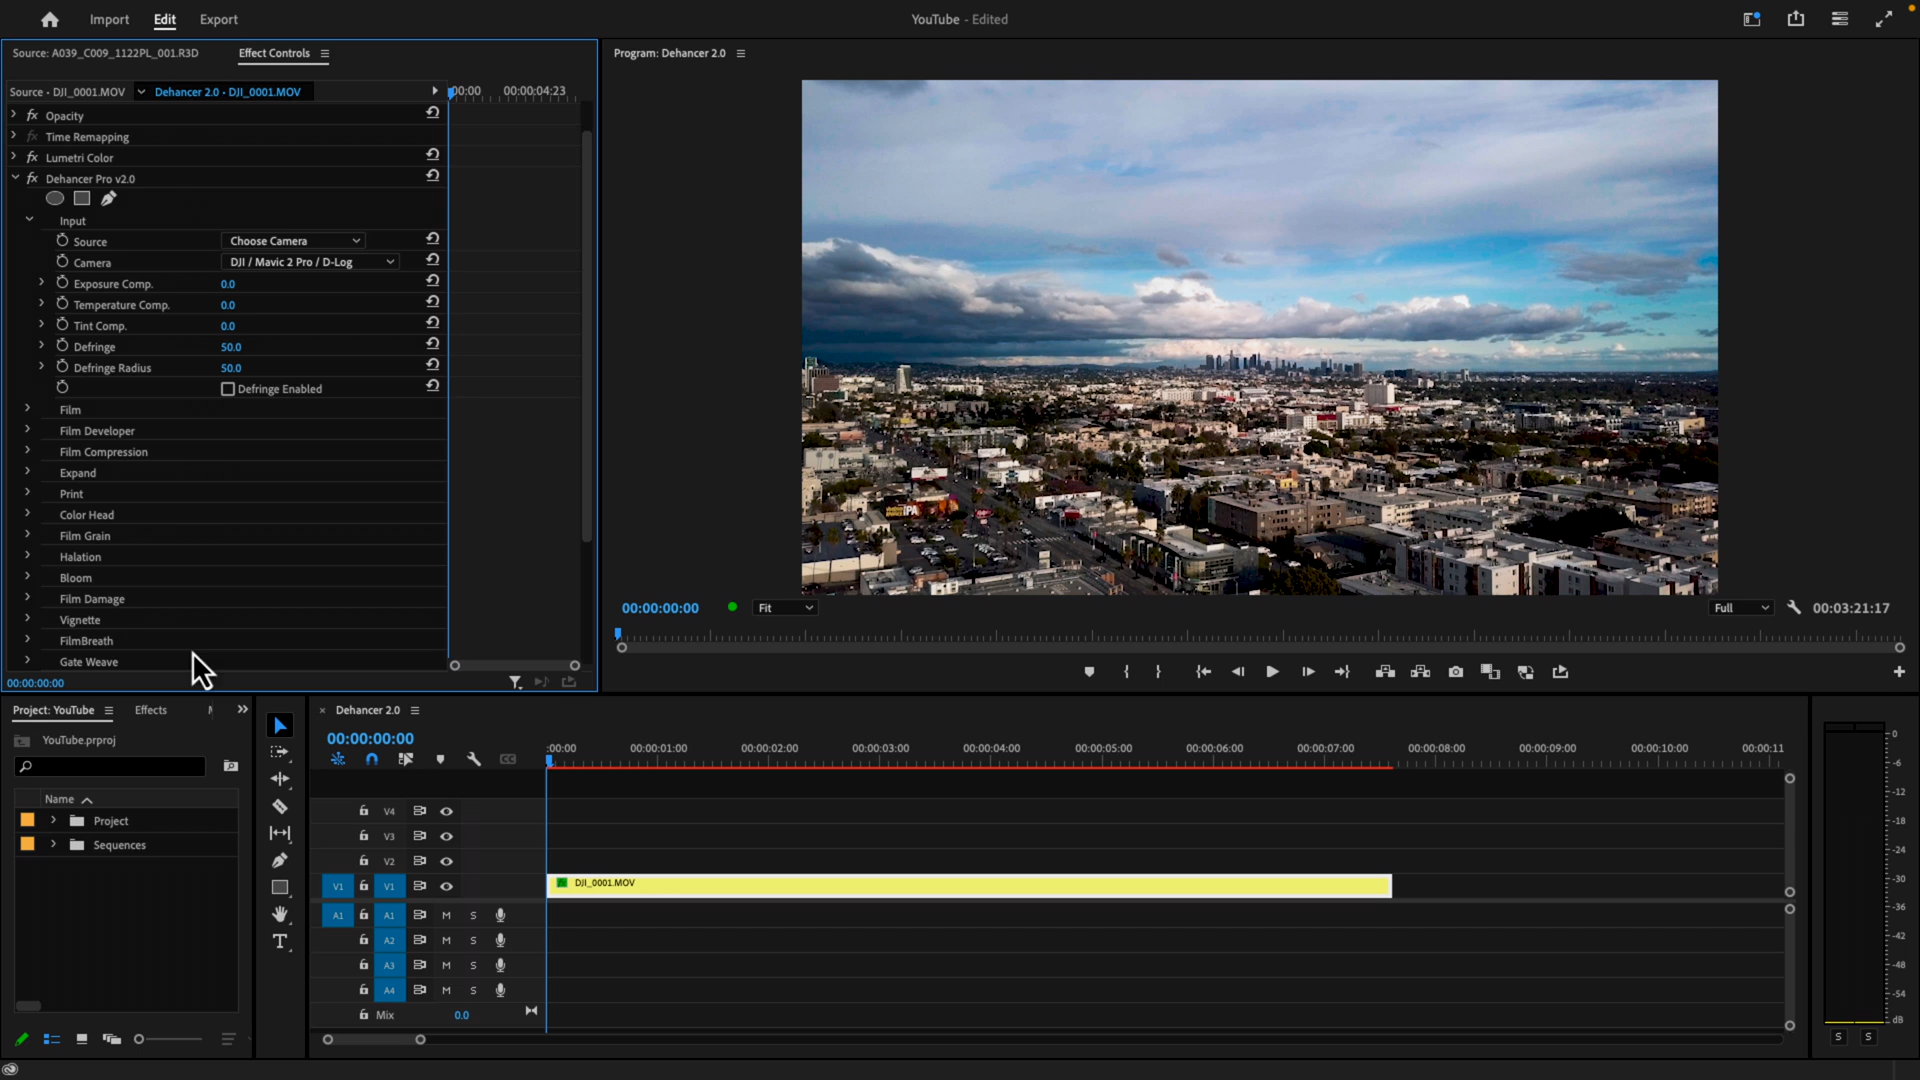 Import
Edit
Export
YouTube - Edited
Source: A039_C009_1122PL_001.R3D
Effect Controls
Program: Dehancer 2.0
Source - DJI_0001.MOV
Dehancer 2.0 - DJI_0001.MOV
00:00
00:00:04:23
fx Opacity
fx Time Remapping
fx Lumetri Color
fx Dehancer Pro v2.0
Input
Source
Choose Camera
Camera
DJI / Mavic 2 Pro / D-Log
Exposure Comp.
0.0
Temperature Comp.
0.0
Tint Comp.
0.0
Defringe
50.0
Defringe Radius
50.0
Defringe Enabled
Film
Film Developer
Film Compression
Expand
Print
Color Head
Film Grain
Halation
Bloom
Film Damage
Vignette
FilmBreath
Gate Weave
00:00:00:00
IPA
00:00:00:00
Fit
Full
00:03:21:17
Project: YouTube
Effects
YouTube.prproj
Name
Project
Sequences
Dehancer 2.0
00:00:00:00
:00:00
00:00:01:00
00:00:02:00
00:00:03:00
00:00:04:00
00:00:05:00
00:00:06:00
00:00:07:00
00:00:08:00
00:00:09:00
00:00:10:00
00:00:11
V4
V3
V2
V1 V1
DJI_0001.MOV
A1 A1 M S
A2 M S
A3 M S
A4 M S
Mix 0.0
0
-6
-12
-18
-24
-30
-36
-42
-48
-54
dB
S S